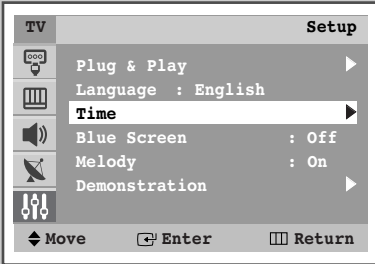 TV Setup
Plug & Play
Language : English
Time
Blue Screen : Off
Melody : On
Demonstration
Move Enter Return